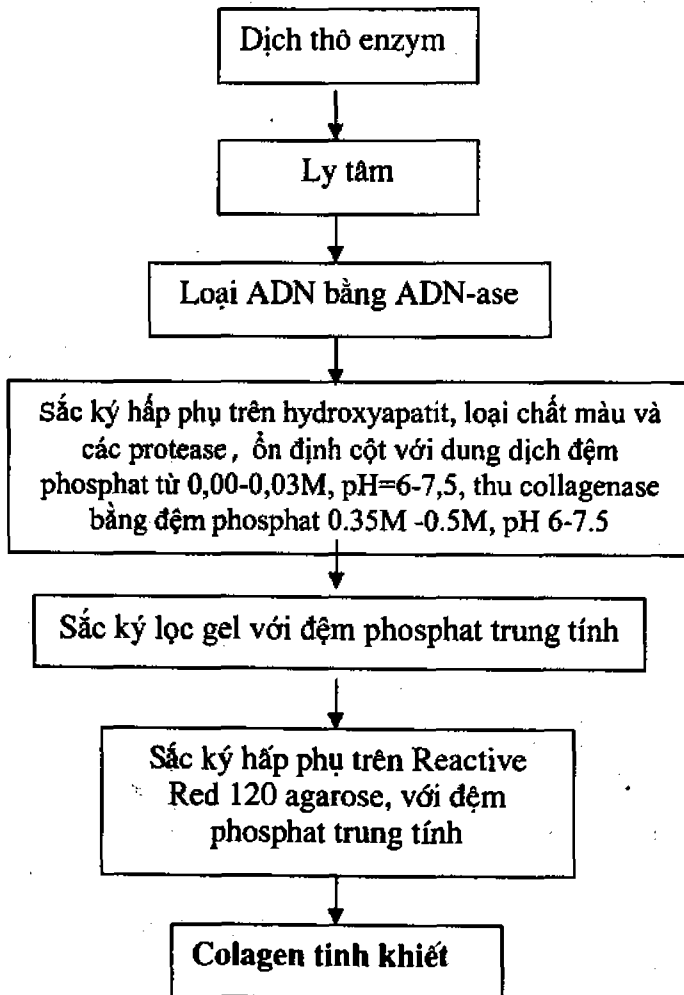 Dịch thô enzym
Ly tâm
Loại ADN bằng ADN-ase
Sắc ký hấp phụ trên hydroxyapatit, loại chất màu và
các protease, ổn định cột với dung dịch đệm
phosphat từ 0,00-0,03M, pH=6-7,5, thu collagenase
bằng đệm phosphat 0.35M -0.5M, pH 6-7.5
Sắc ký lọc gel với đệm phosphat trung tính
Sắc ký hấp phụ trên Reactive
Red 120 agarose, với đệm
phosphat trung tính
Colagen tinh khiết